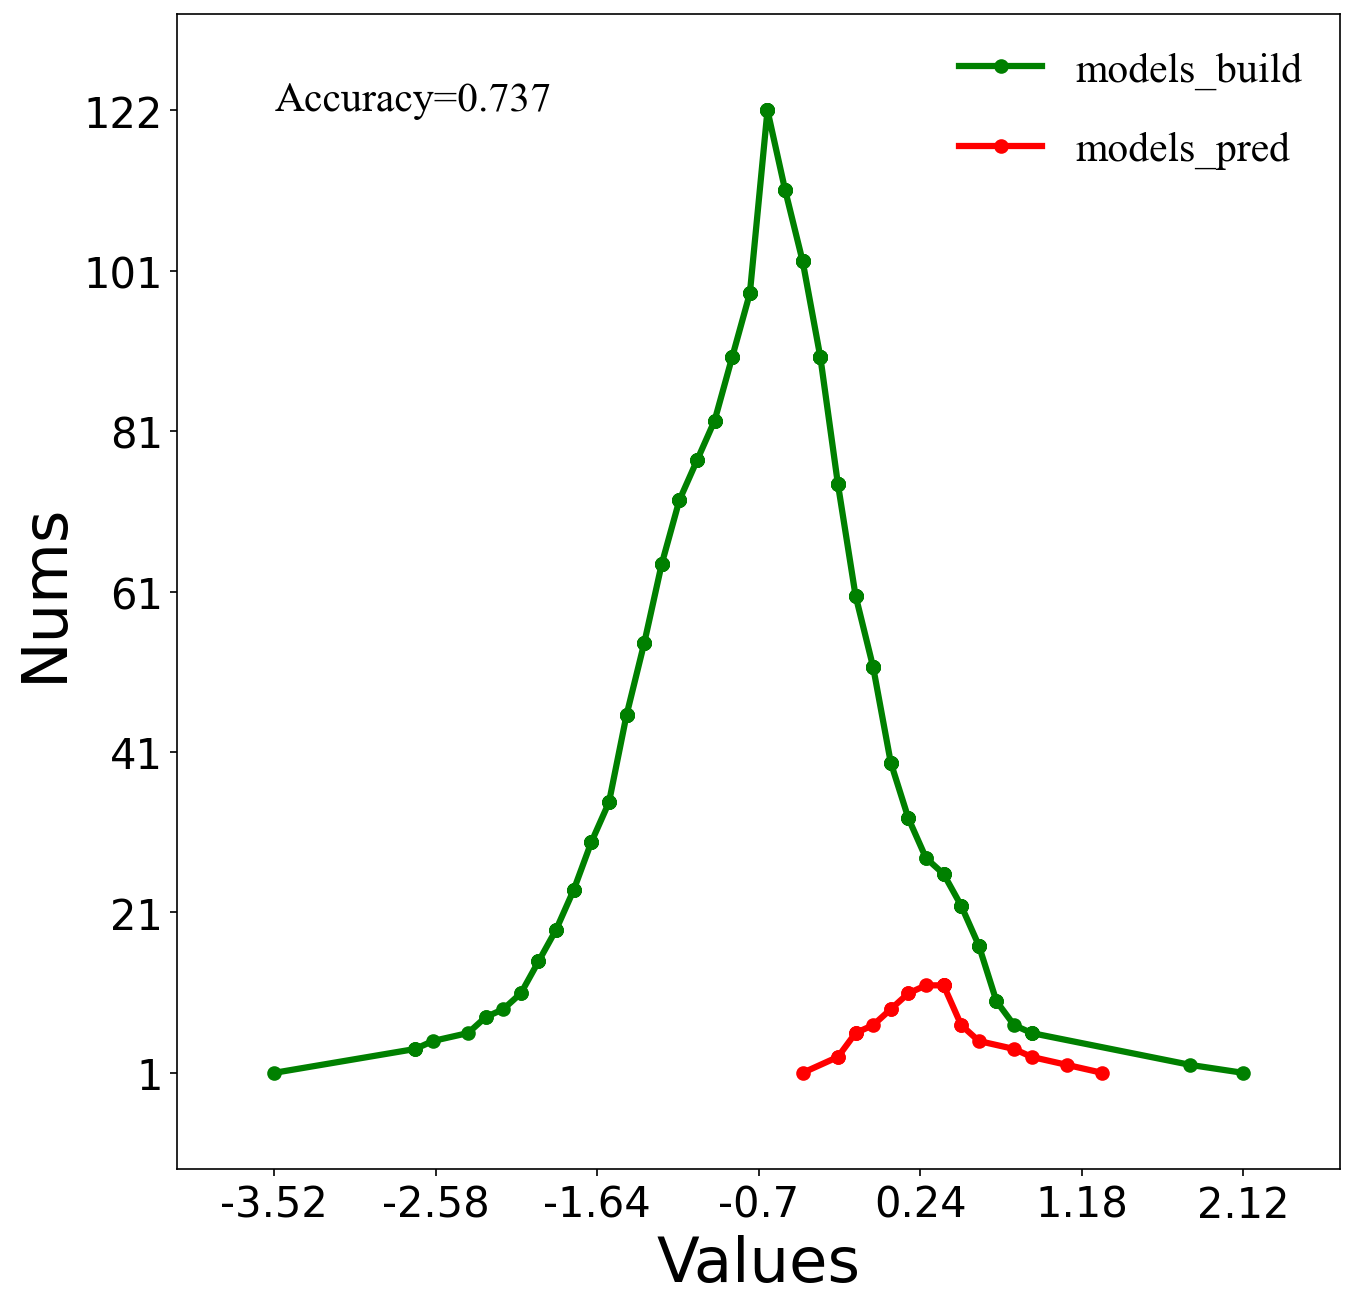 Accuracy=0.737
models_build
models_pred
122
101
81
61
41
21
1
Nums
-3.52 -2.58 -1.64 -0.7 0.24 1.18 2.12
Values